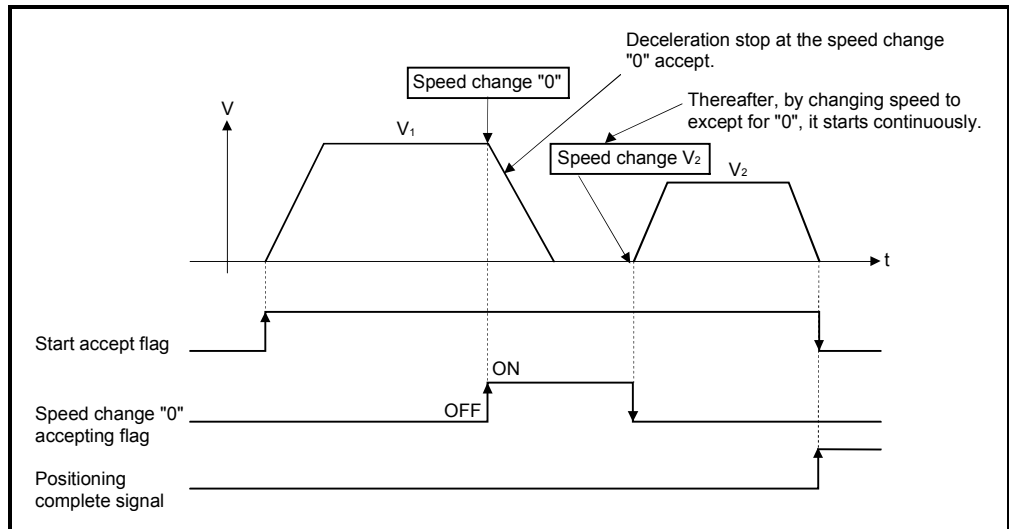 Deceleration stop at the speed change
"0" accept.
Speed change "0"
Thereafter, by changing speed to
except for "0", it starts continuously.
V
V1
Speed change V2
V2
t
Start accept flag
ON
OFF
Speed change "0"
accepting flag
Positioning
complete signal